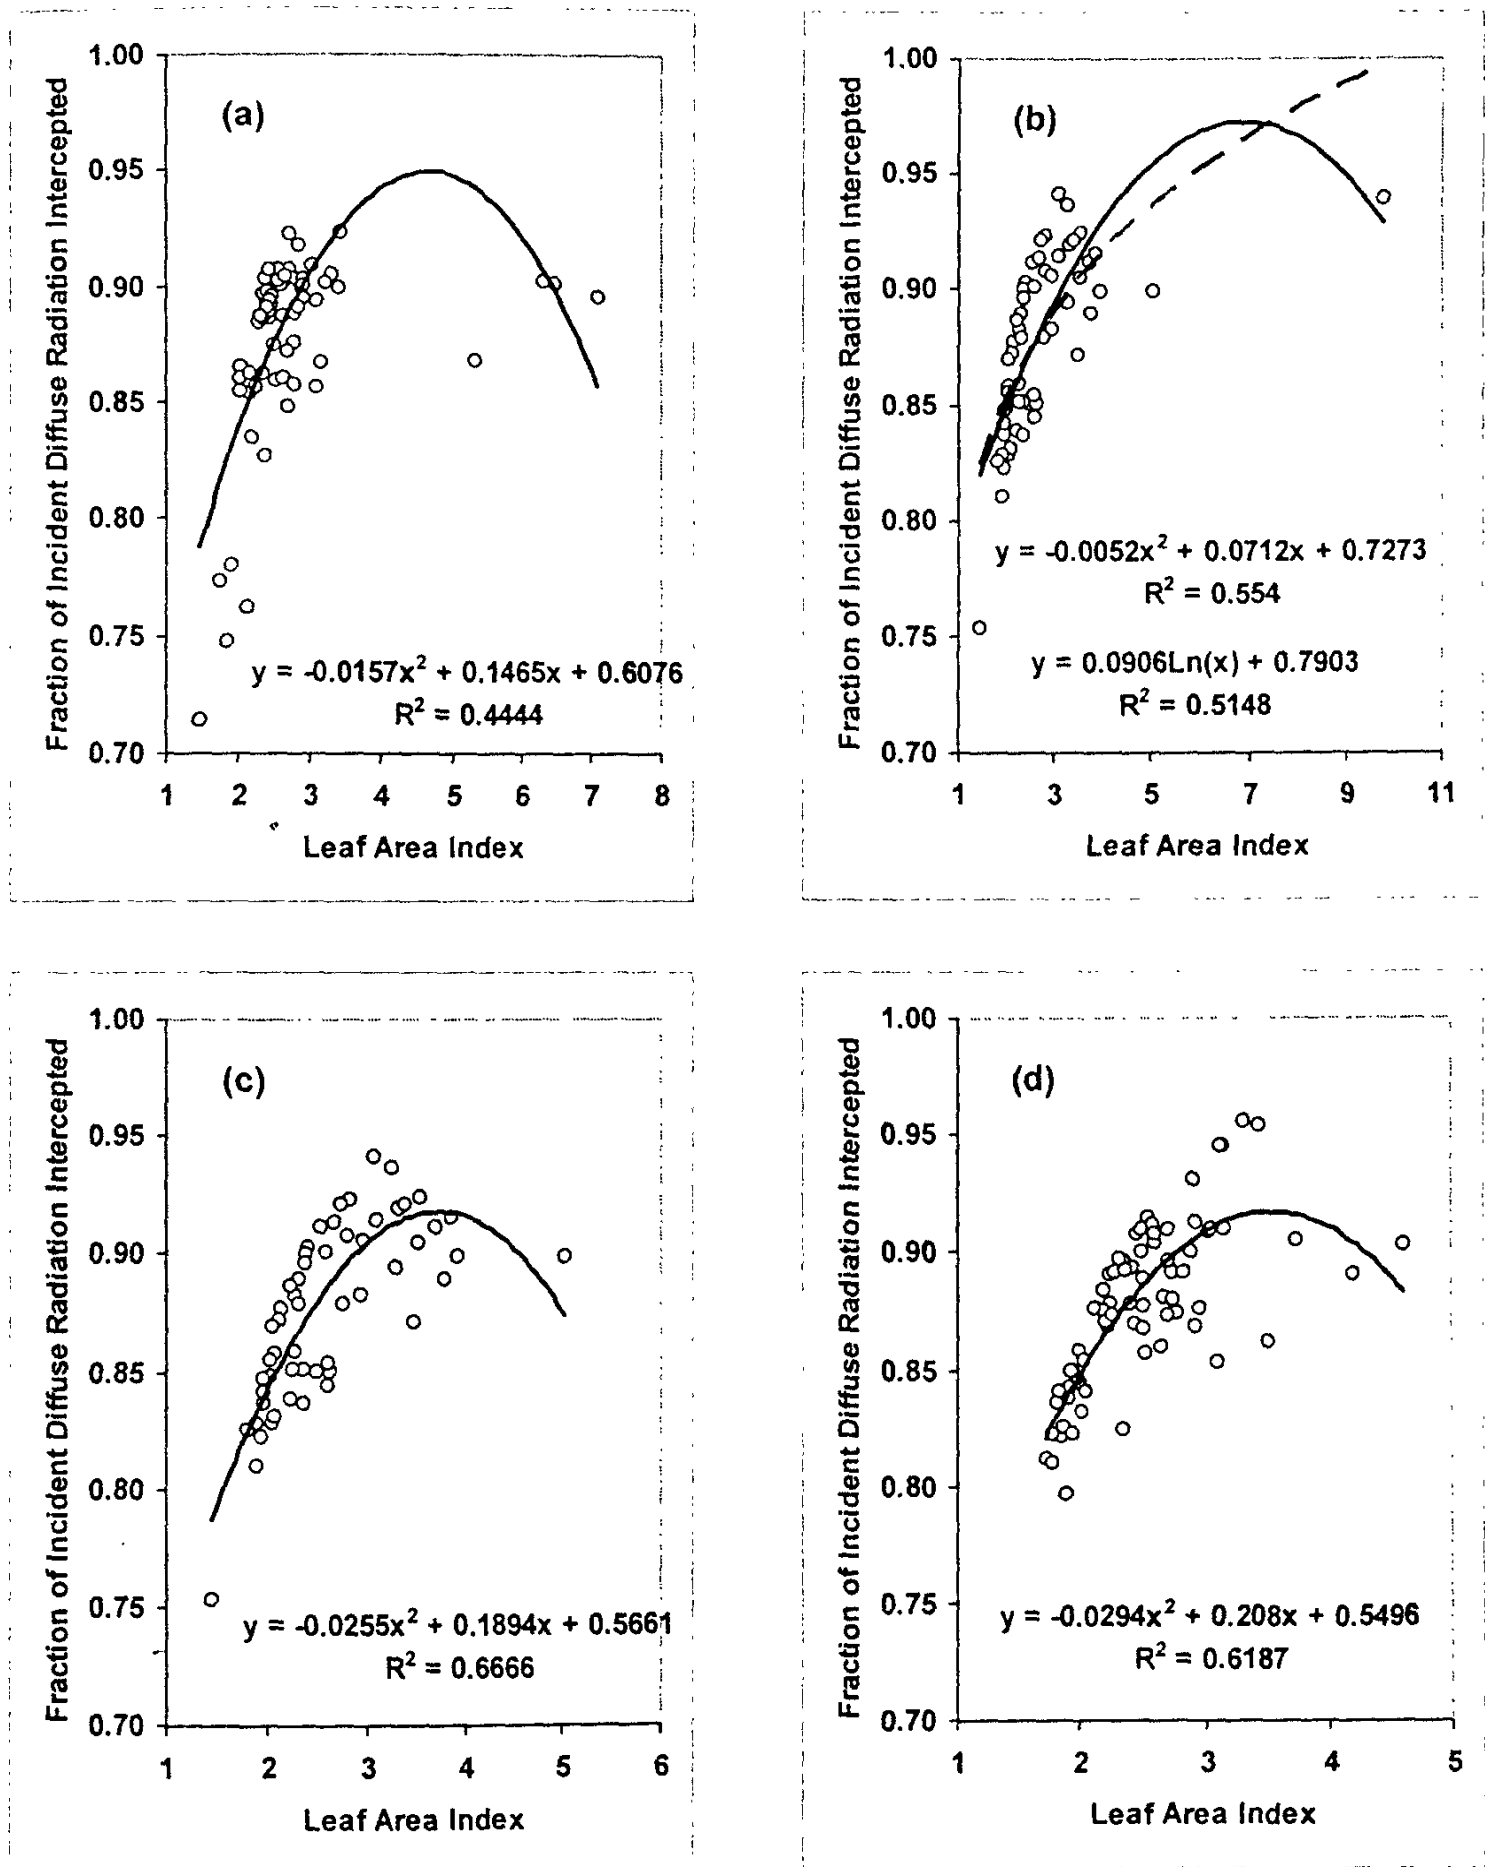 Fraction of Incident Diffuse Radiation Intercepted
1.00
0.95
0.90
0.85
0.80
0.75
0.70
(a)
y = -0.0157x² + 0.1465x + 0.6076
R² = 0.4444
1 2 3 4 5 6 7 8
Leaf Area Index
Fraction of Incident Diffuse Radiation Intercepted
1.00
0.95
0.90
0.85
0.80
0.75
0.70
(b)
y = -0.0052x² + 0.0712x + 0.7273
R² = 0.554
y = 0.0906Ln(x) + 0.7903
R² = 0.5148
1 3 5 7 9 11
Leaf Area Index
Fraction of Incident Diffuse Radiation Intercepted
1.00
0.95
0.90
0.85
0.80
0.75
0.70
(c)
y = -0.0255x² + 0.1894x + 0.5661
R² = 0.6666
1 2 3 4 5 6
Leaf Area Index
Fraction of Incident Diffuse Radiation Intercepted
1.00
0.95
0.90
0.85
0.80
0.75
0.70
(d)
y = -0.0294x² + 0.208x + 0.5496
R² = 0.6187
1 2 3 4 5
Leaf Area Index